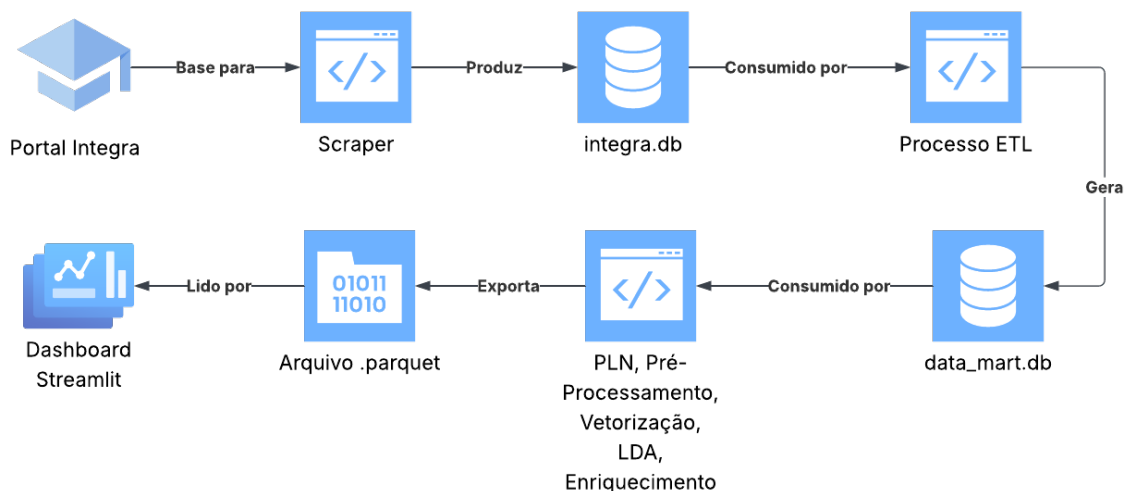 Base para
Produz
Consumido por
Portal Integra
Scraper
integra.db
Processo ETL
Gera
Lido por
01011
11010
Exporta
Consumido por
Dashboard
Streamlit
Arquivo .parquet
PLN, Pré-
Processamento,
Vetorização,
LDA,
Enriquecimento
data_mart.db